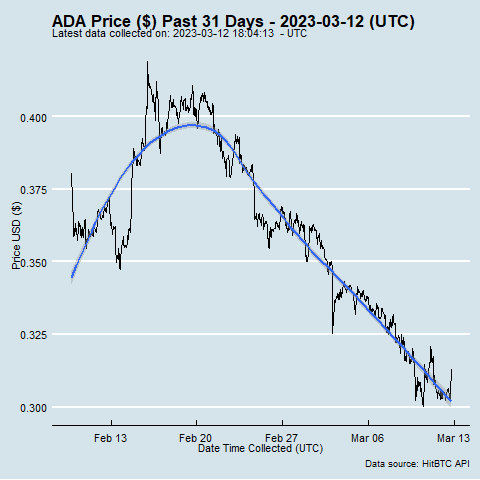 ADA Price ($) Past 31 Days - 2023-03-12 (UTC)
Latest data collected on: 2023-03-12 18:04:13 - UTC
0.400
0.375
0.350
0.325
0.300
Price USD ($)
Feb 13 Feb 20 Feb 27 Mar 06 Mar 13
Date Time Collected (UTC)
Data source: HitBTC API